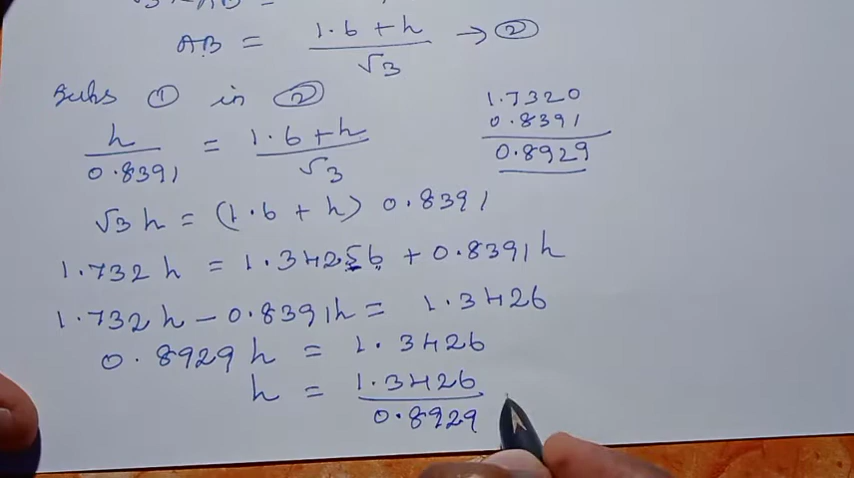 AB = 1.6 + h / √3 → ②
Subs ① in ②
h / 0.8391 = 1.6 + h / √3
1.7320
0.8391
0.8929
√3 h = (1.6 + h) 0.8391
1.732 h = 1.34256 + 0.8391 h
1.732 h - 0.8391 h = 1.3426
0.8929 h = 1.3426
h = 1.3426 / 0.8929